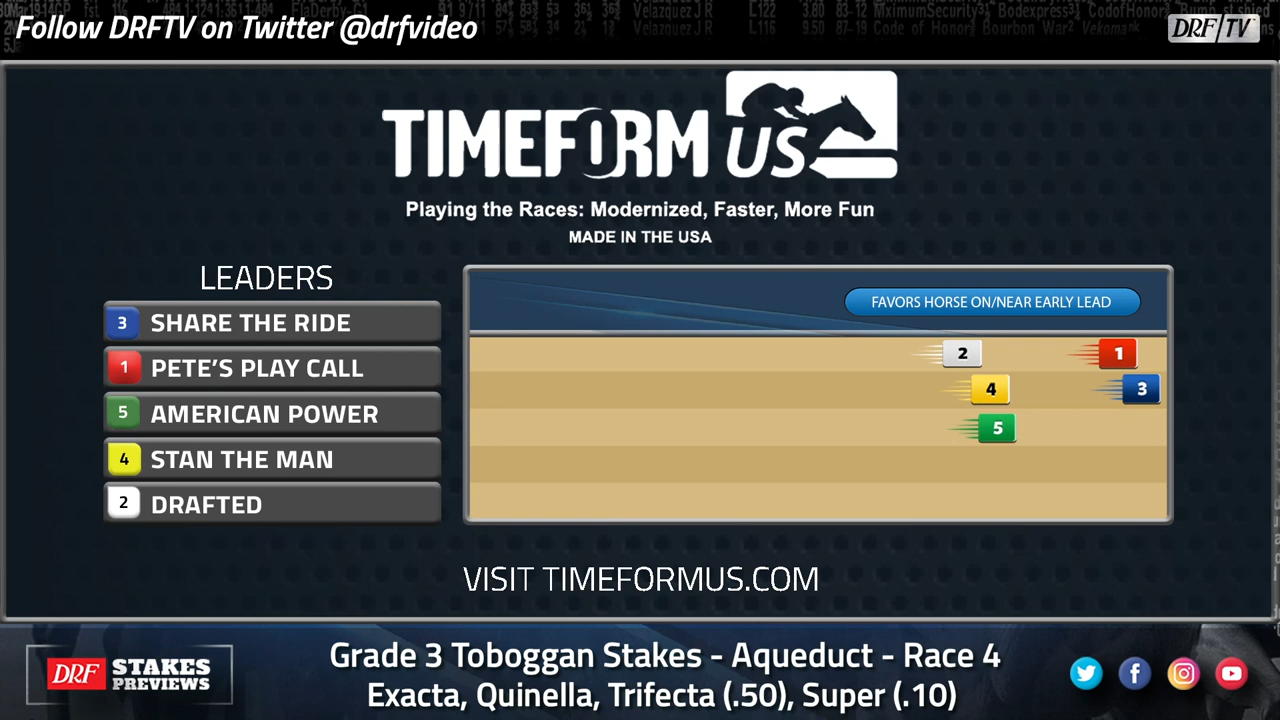 Follow DRFTV on Twitter @drfvideo
DRF TV
TIMEFORM US
Playing the Races: Modernized, Faster, More Fun
MADE IN THE USA
LEADERS
3 SHARE THE RIDE
1 PETE'S PLAY CALL
5 AMERICAN POWER
4 STAN THE MAN
2 DRAFTED
FAVORS HORSE ON/NEAR EARLY LEAD
2 1
4 3
5
VISIT TIMEFORMUS.COM
DRF STAKES
PREVIEWS
Grade 3 Toboggan Stakes - Aqueduct - Race 4
Exacta, Quinella, Trifecta (.50), Super (.10)